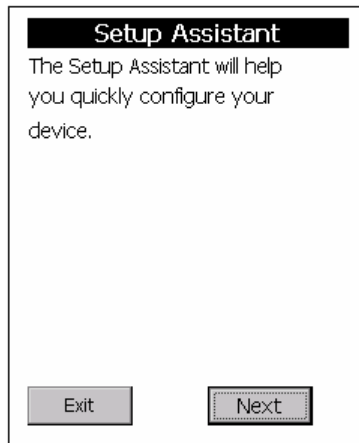 Setup Assistant
The Setup Assistant will help
you quickly configure your
device.
Exit Next